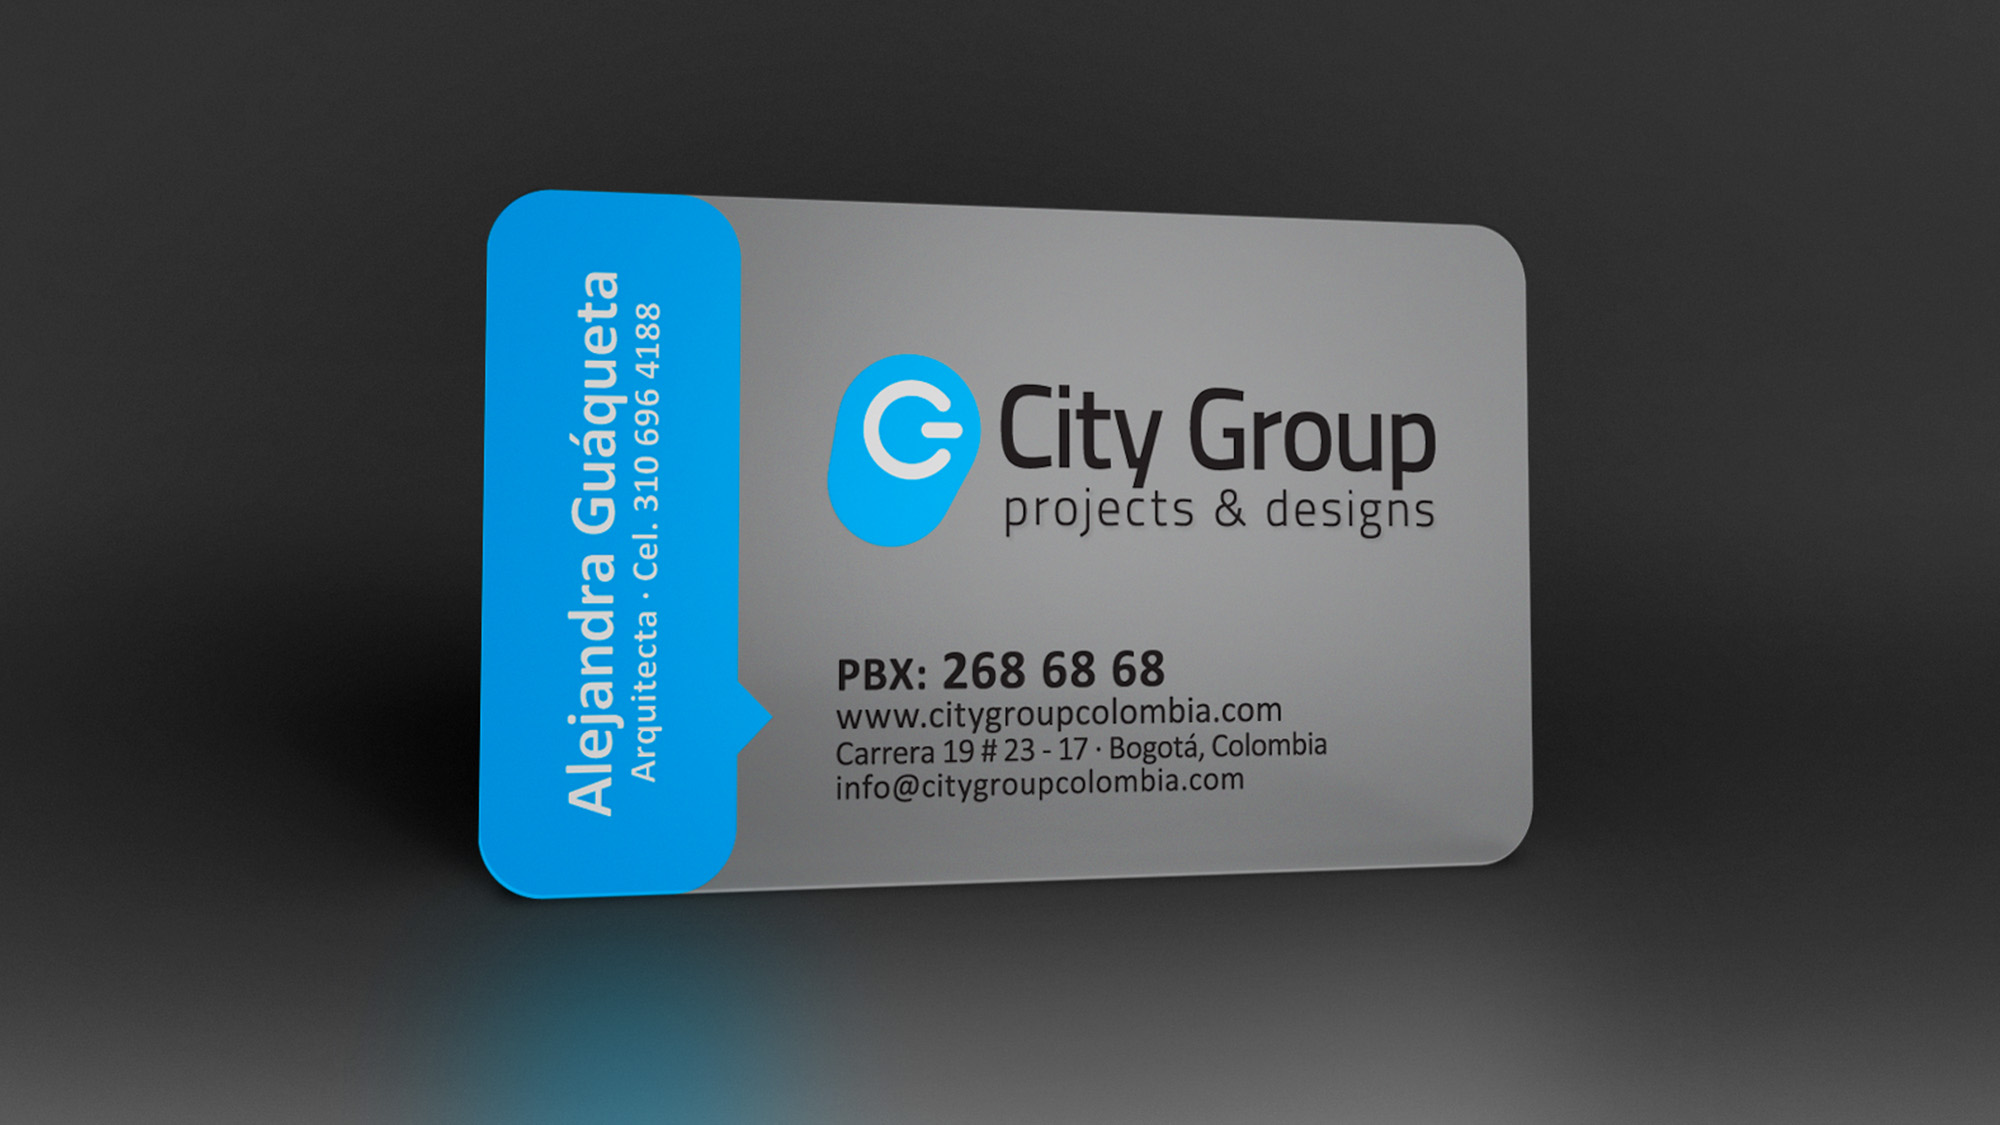 Alejandra Guáqueta
Arquitecta · Cel. 310 696 4188
City Group
projects & designs
PBX: 268 68 68
www.citygroupcolombia.com
Carrera 19 # 23 - 17 · Bogotá, Colombia
info@citygroupcolombia.com